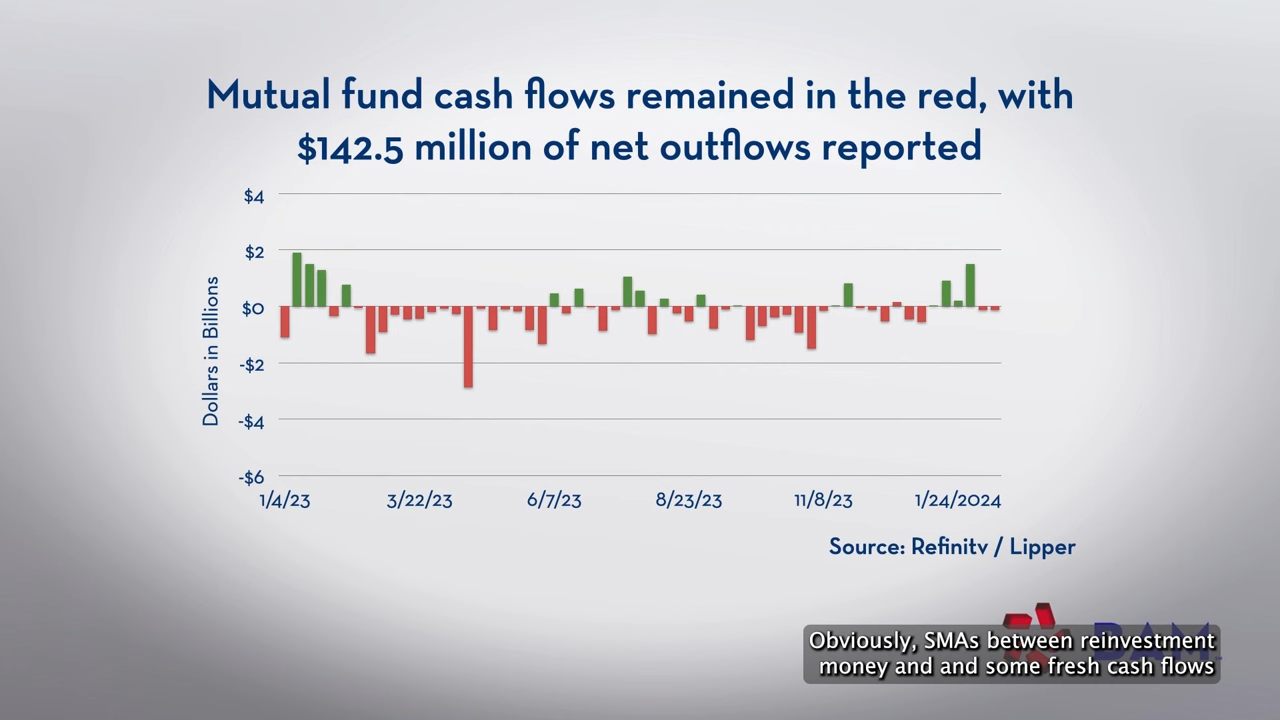 Mutual fund cash flows remained in the red, with
$142.5 million of net outflows reported
Dollars in Billions
$4
$2
$0
-$2
-$4
-$6
1/4/23 3/22/23 6/7/23 8/23/23 11/8/23 1/24/2024
Source: Refinitv / Lipper
BAM.
Obviously, SMAs between reinvestment
money and and some fresh cash flows